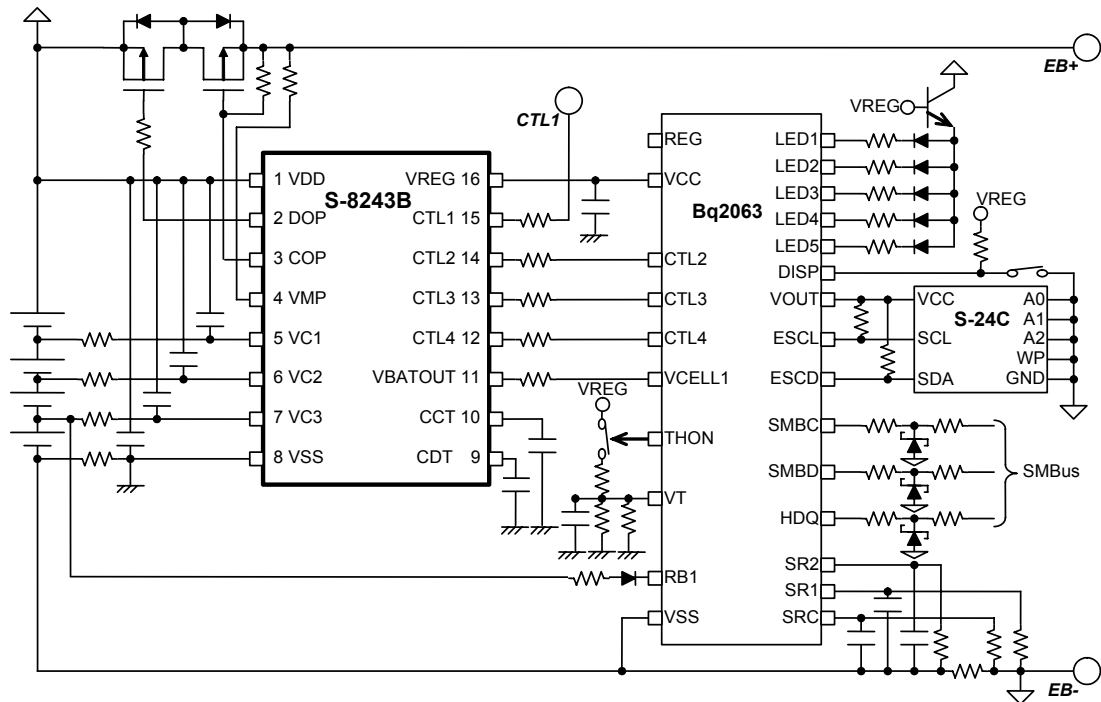 EB+
CTL1
VREG
S-8243B
1 VDD
2 DOP
3 COP
4 VMP
5 VC1
6 VC2
7 VC3
8 VSS
VREG 16
CTL1 15
CTL2 14
CTL3 13
CTL4 12
VBATOUT 11
CCT 10
CDT 9
VREG
Bq2063
REG
VCC
CTL2
CTL3
CTL4
VCELL1
THON
VT
RB1
VSS
LED1
LED2
LED3
LED4
LED5
DISP
VOUT
ESCL
ESCD
SMBC
SMBD
HDQ
SR2
SR1
SRC
VREG
S-24C
VCC
SCL
SDA
A0
A1
A2
WP
GND
SMBus
EB-